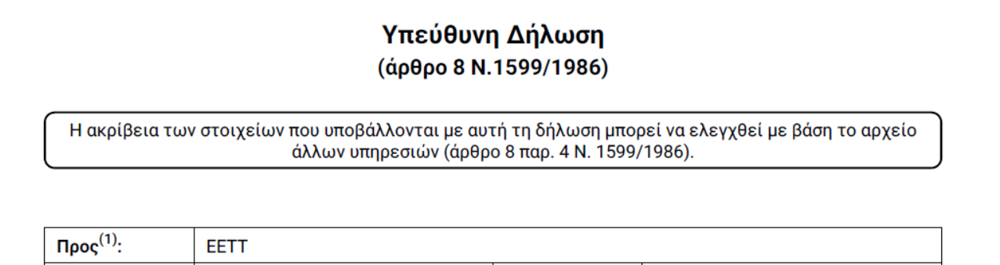 Υπεύθυνη Δήλωση
(άρθρο 8 Ν.1599/1986)
Η ακρίβεια των στοιχείων που υποβάλλονται με αυτή τη δήλωση μπορεί να ελεγχθεί με βάση το αρχείο
άλλων υπηρεσιών (άρθρο 8 παρ. 4 Ν. 1599/1986).
Προς(1): ΕΕΤΤ